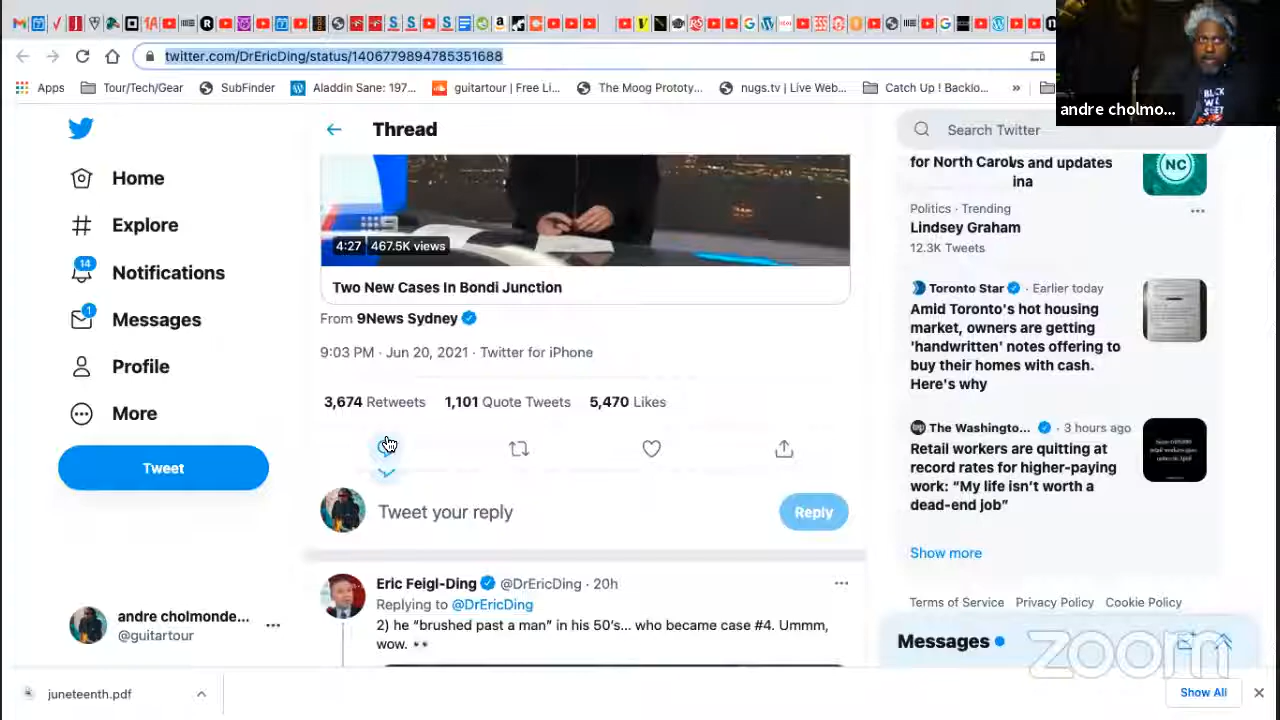 twitter.com/DrEricDing/status/1406779894785351688
andre cholmo...
Apps
Tour/Tech/Gear
SubFinder
Aladdin Sane: 197...
guitartour | Free Li...
The Moog Prototy...
nugs.tv | Live Web...
Catch Up ! Backlo...
»
Home
Explore
14
Notifications
1
Messages
Profile
More
Tweet
andre cholmonde...
@guitartour
Thread
4:27 467.5K views
Two New Cases In Bondi Junction
From 9News Sydney
9:03 PM · Jun 20, 2021 · Twitter for iPhone
3,674 Retweets 1,101 Quote Tweets 5,470 Likes
Tweet your reply
Reply
Eric Feigl-Ding @DrEricDing · 20h
Replying to @DrEricDing
2) he “brushed past a man” in his 50’s... who became case #4. Ummm,
wow. 👀
Search Twitter
for North Carol
vs and updates
ina
NC
Politics · Trending
Lindsey Graham
12.3K Tweets
Toronto Star · Earlier today
Amid Toronto's hot housing
market, owners are getting
'handwritten' notes offering to
buy their homes with cash.
Here's why
The Washingto... · 3 hours ago
Retail workers are quitting at
record rates for higher-paying
work: “My life isn’t worth a
dead-end job”
Show more
Terms of Service Privacy Policy Cookie Policy
Messages
zoom
juneteenth.pdf
Show All